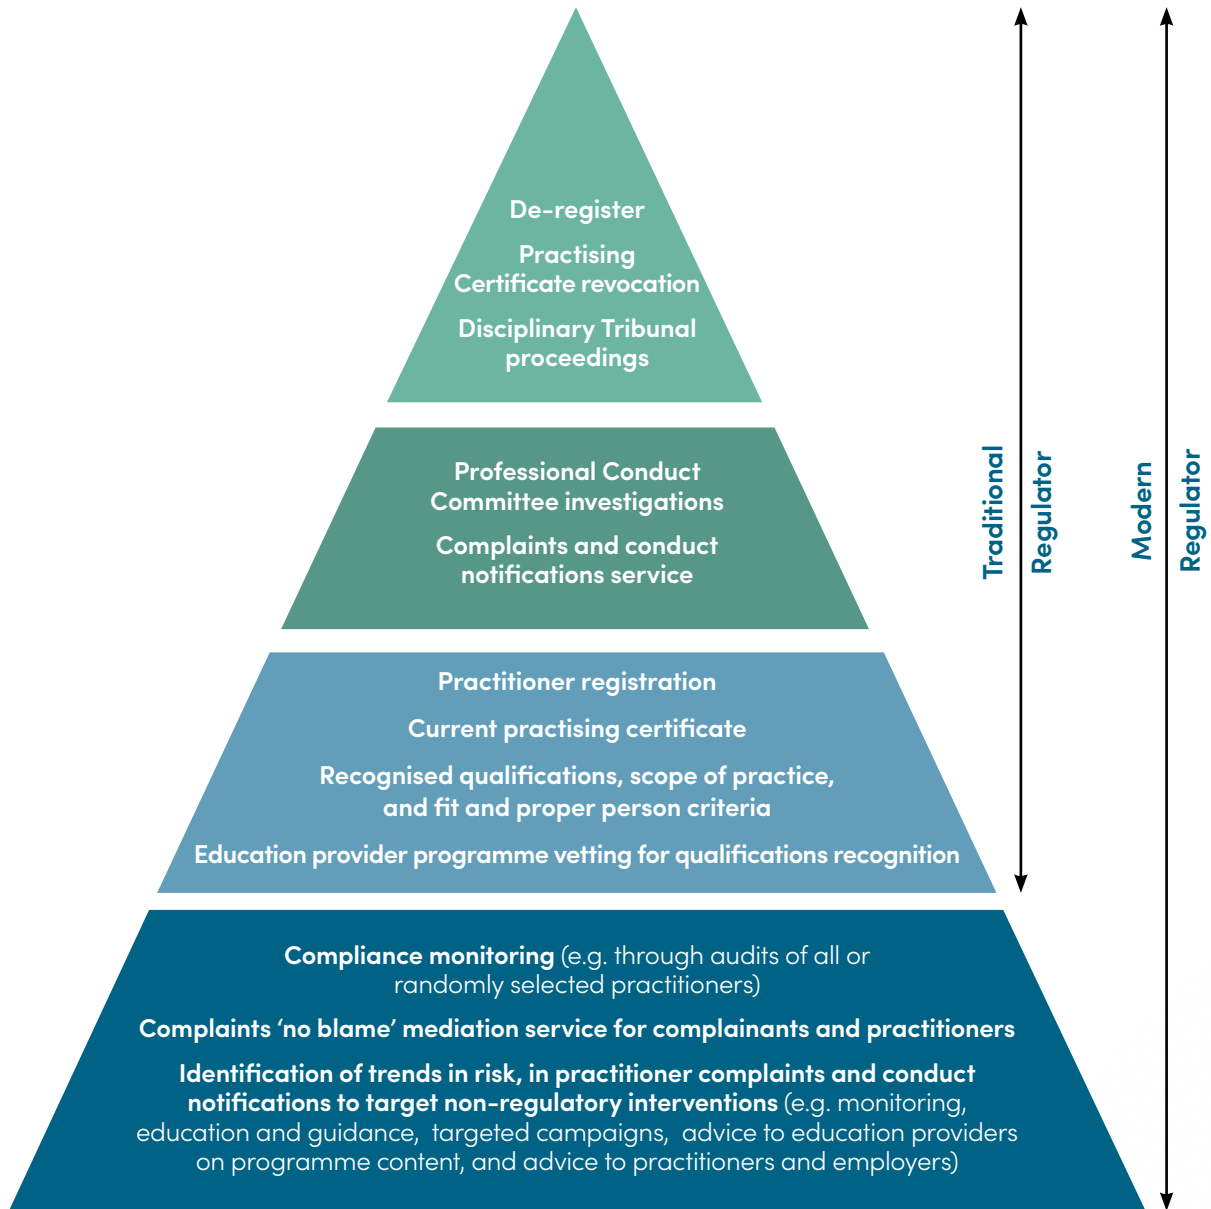 De-register
Practising
Certificate revocation
Disciplinary Tribunal
proceedings
Professional Conduct
Committee investigations
Complaints and conduct
notifications service
Practitioner registration
Current practising certificate
Recognised qualifications, scope of practice,
and fit and proper person criteria
Education provider programme vetting for qualifications recognition
Compliance monitoring (e.g. through audits of all or
randomly selected practitioners)
Complaints ‘no blame’ mediation service for complainants and practitioners
Identification of trends in risk, in practitioner complaints and conduct
notifications to target non-regulatory interventions (e.g. monitoring,
education and guidance, targeted campaigns, advice to education providers
on programme content, and advice to practitioners and employers)
Traditional
Regulator
Modern
Regulator